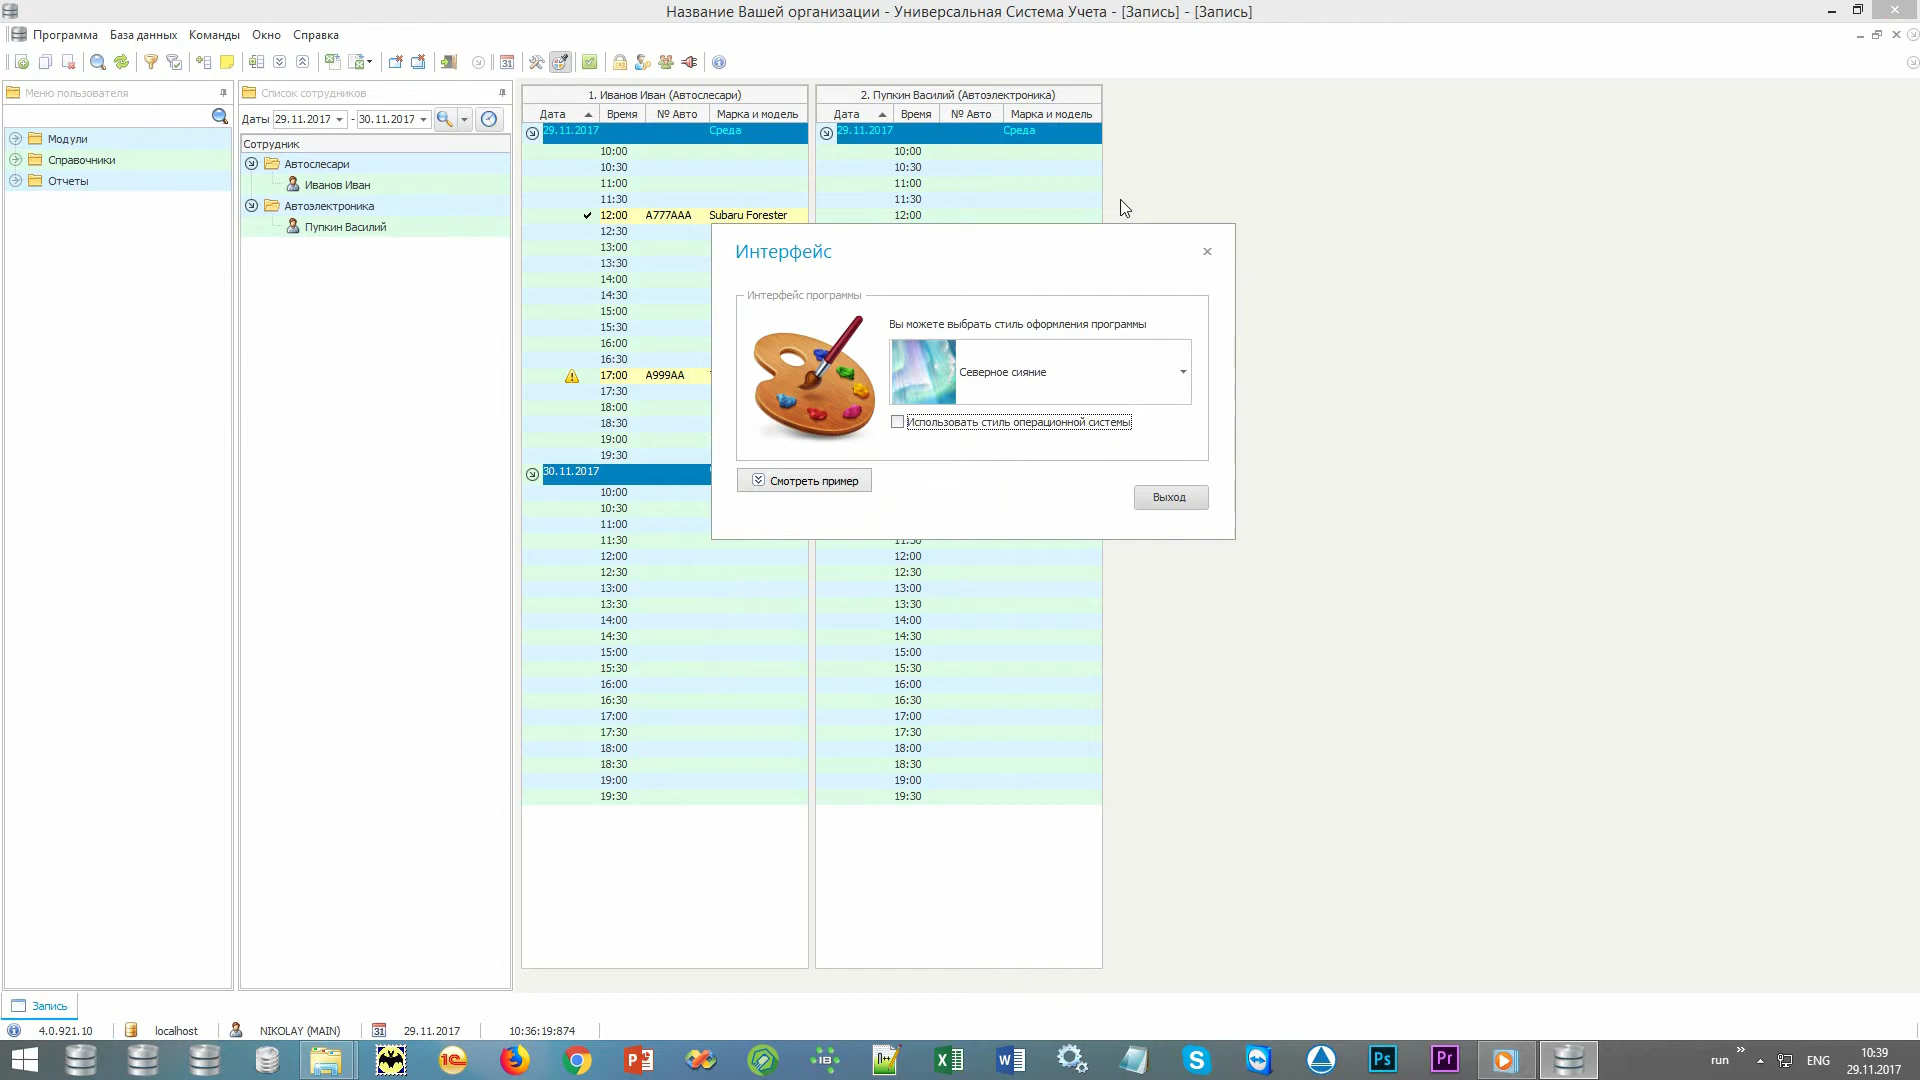 Название Вашей организации - Универсальная Система Учета - [Запись] - [Запись]
Программа База данных Команды Окно Справка
Меню пользователя
Модули
Справочники
Отчеты
Список сотрудников
Даты 29.11.2017 - 30.11.2017
Сотрудник
Автослесари
Иванов Иван
Автоэлектроника
Пупкин Василий
1. Иванов Иван (Автослесари)
Дата Время № Авто Марка и модель
29.11.2017 Среда
10:00
10:30
11:00
11:30
12:00 A777AAA Subaru Forester
12:30
13:00
13:30
14:00
14:30
15:00
15:30
16:00
16:30
17:00 A999AA
17:30
18:00
18:30
19:00
19:30
30.11.2017
10:00
10:30
11:00
11:30
12:00
12:30
13:00
13:30
14:00
14:30
15:00
15:30
16:00
16:30
17:00
17:30
18:00
18:30
19:00
19:30
2. Пупкин Василий (Автоэлектроника)
Дата Время № Авто Марка и модель
29.11.2017 Среда
10:00
10:30
11:00
11:30
12:00
11:30
12:00
12:30
13:00
13:30
14:00
14:30
15:00
15:30
16:00
16:30
17:00
17:30
18:00
18:30
19:00
19:30
Интерфейс
Интерфейс программы
Вы можете выбрать стиль оформления программы
Северное сияние
Использовать стиль операционной системы
Смотреть пример
Выход
Запись
4.0.921.10 localhost NIKOLAY (MAIN) 31 29.11.2017 10:36:19:874
run ENG 10:39
29.11.2017